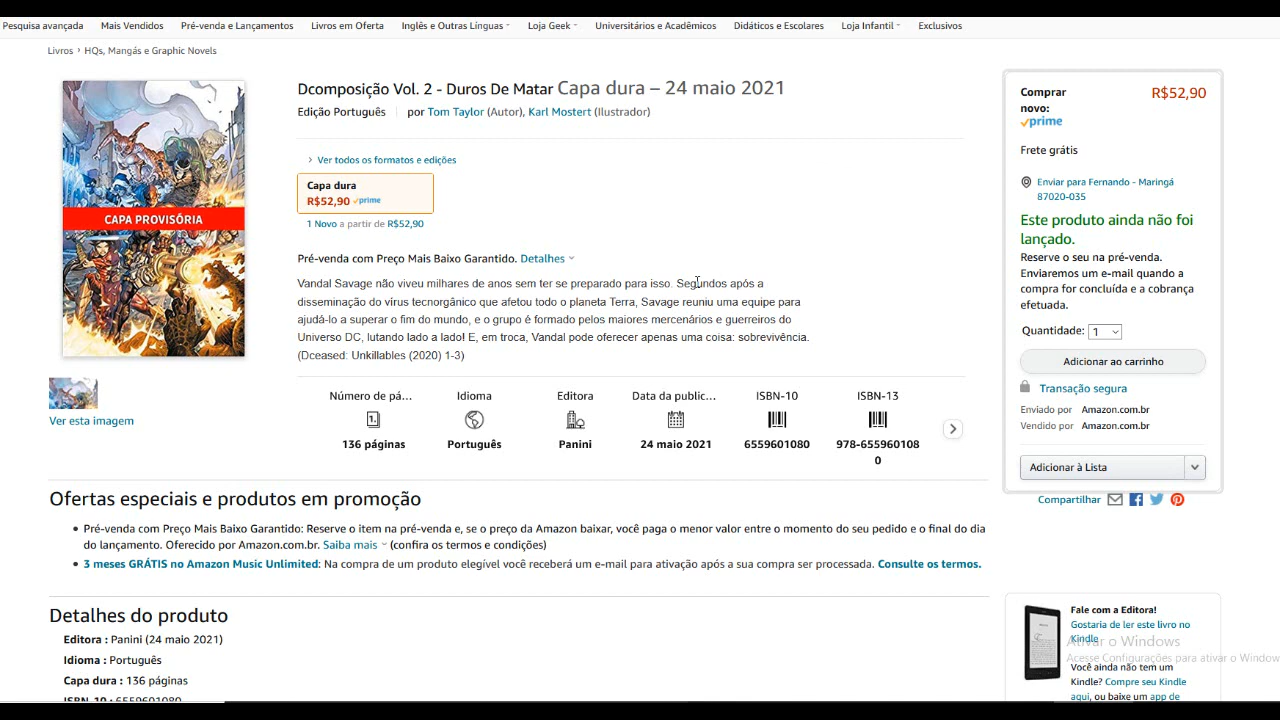 Pesquisa avançada Mais Vendidos Pré-venda e Lançamentos Livros em Oferta Inglês e Outras Línguas Loja Geek Universitários e Acadêmicos Didáticos e Escolares Loja Infantil Exclusivos
Livros › HQs, Mangás e Graphic Novels
CAPA PROVISÓRIA
Ver esta imagem
Dcomposição Vol. 2 - Duros De Matar Capa dura – 24 maio 2021
Edição Português por Tom Taylor (Autor), Karl Mostert (Ilustrador)
› Ver todos os formatos e edições
Capa dura
R$52,90 prime
1 Novo a partir de R$52,90
Pré-venda com Preço Mais Baixo Garantido. Detalhes
Vandal Savage não viveu milhares de anos sem ter se preparado para isso. Segundos após a
disseminação do vírus tecnorgânico que afetou todo o planeta Terra, Savage reuniu uma equipe para
ajudá-lo a superar o fim do mundo, e o grupo é formado pelos maiores mercenários e guerreiros do
Universo DC, lutando lado a lado! E, em troca, Vandal pode oferecer apenas uma coisa: sobrevivência.
(Dceased: Unkillables (2020) 1-3)
Número de pá... Idioma Editora Data da public... ISBN-10 ISBN-13
136 páginas Português Panini 24 maio 2021 6559601080 978-655960108
0
Comprar R$52,90
novo:
prime
Frete grátis
Enviar para Fernando - Maringá
87020-035
Este produto ainda não foi
lançado.
Reserve o seu na pré-venda.
Enviaremos um e-mail quando a
compra for concluída e a cobrança
efetuada.
Quantidade: 1
Adicionar ao carrinho
Transação segura
Enviado por Amazon.com.br
Vendido por Amazon.com.br
Adicionar à Lista
Compartilhar
Ofertas especiais e produtos em promoção
• Pré-venda com Preço Mais Baixo Garantido: Reserve o item na pré-venda e, se o preço da Amazon baixar, você paga o menor valor entre o momento do seu pedido e o final do dia
do lançamento. Oferecido por Amazon.com.br. Saiba mais (confira os termos e condições)
• 3 meses GRÁTIS no Amazon Music Unlimited: Na compra de um produto elegível você receberá um e-mail para ativação após a sua compra ser processada. Consulte os termos.
Detalhes do produto
Editora : Panini (24 maio 2021)
Idioma : Português
Capa dura : 136 páginas
ISBN-10 : 6559601080
Fale com a Editora!
Gostaria de ler este livro no
Kindle
Ativar o Windows
Acesse Configurações para ativar o Window
Você ainda não tem um
Kindle? Compre seu Kindle
aqui, ou baixe um app de